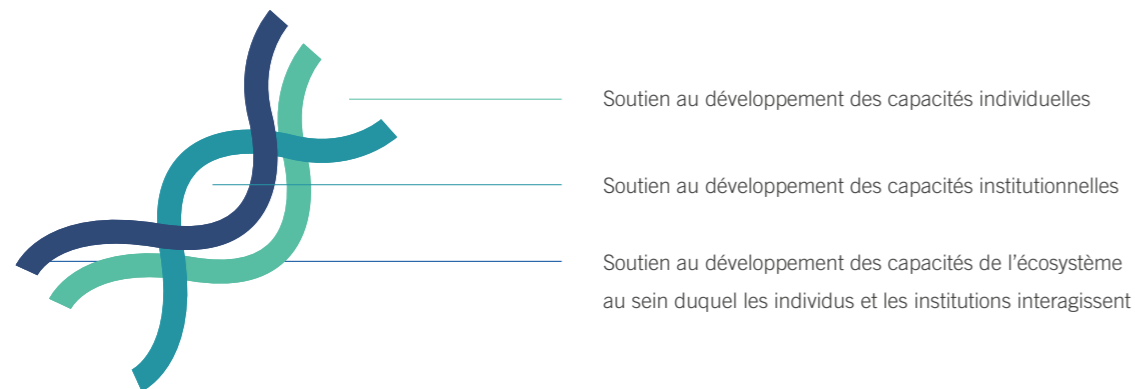 Soutien au développement des capacités individuelles
Soutien au développement des capacités institutionnelles
Soutien au développement des capacités de l’écosystème
au sein duquel les individus et les institutions interagissent